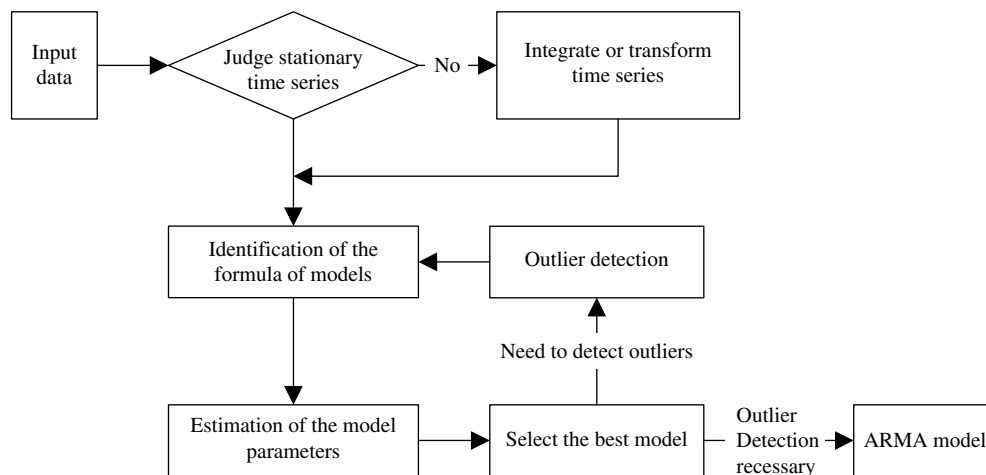 Input
data
Judge stationary
time series
No
Integrate or transform
time series
Identification of the
formula of models
Outlier detection
Need to detect outliers
Estimation of the model
parameters
Select the best model
Outlier
Detection
recessary
ARMA model